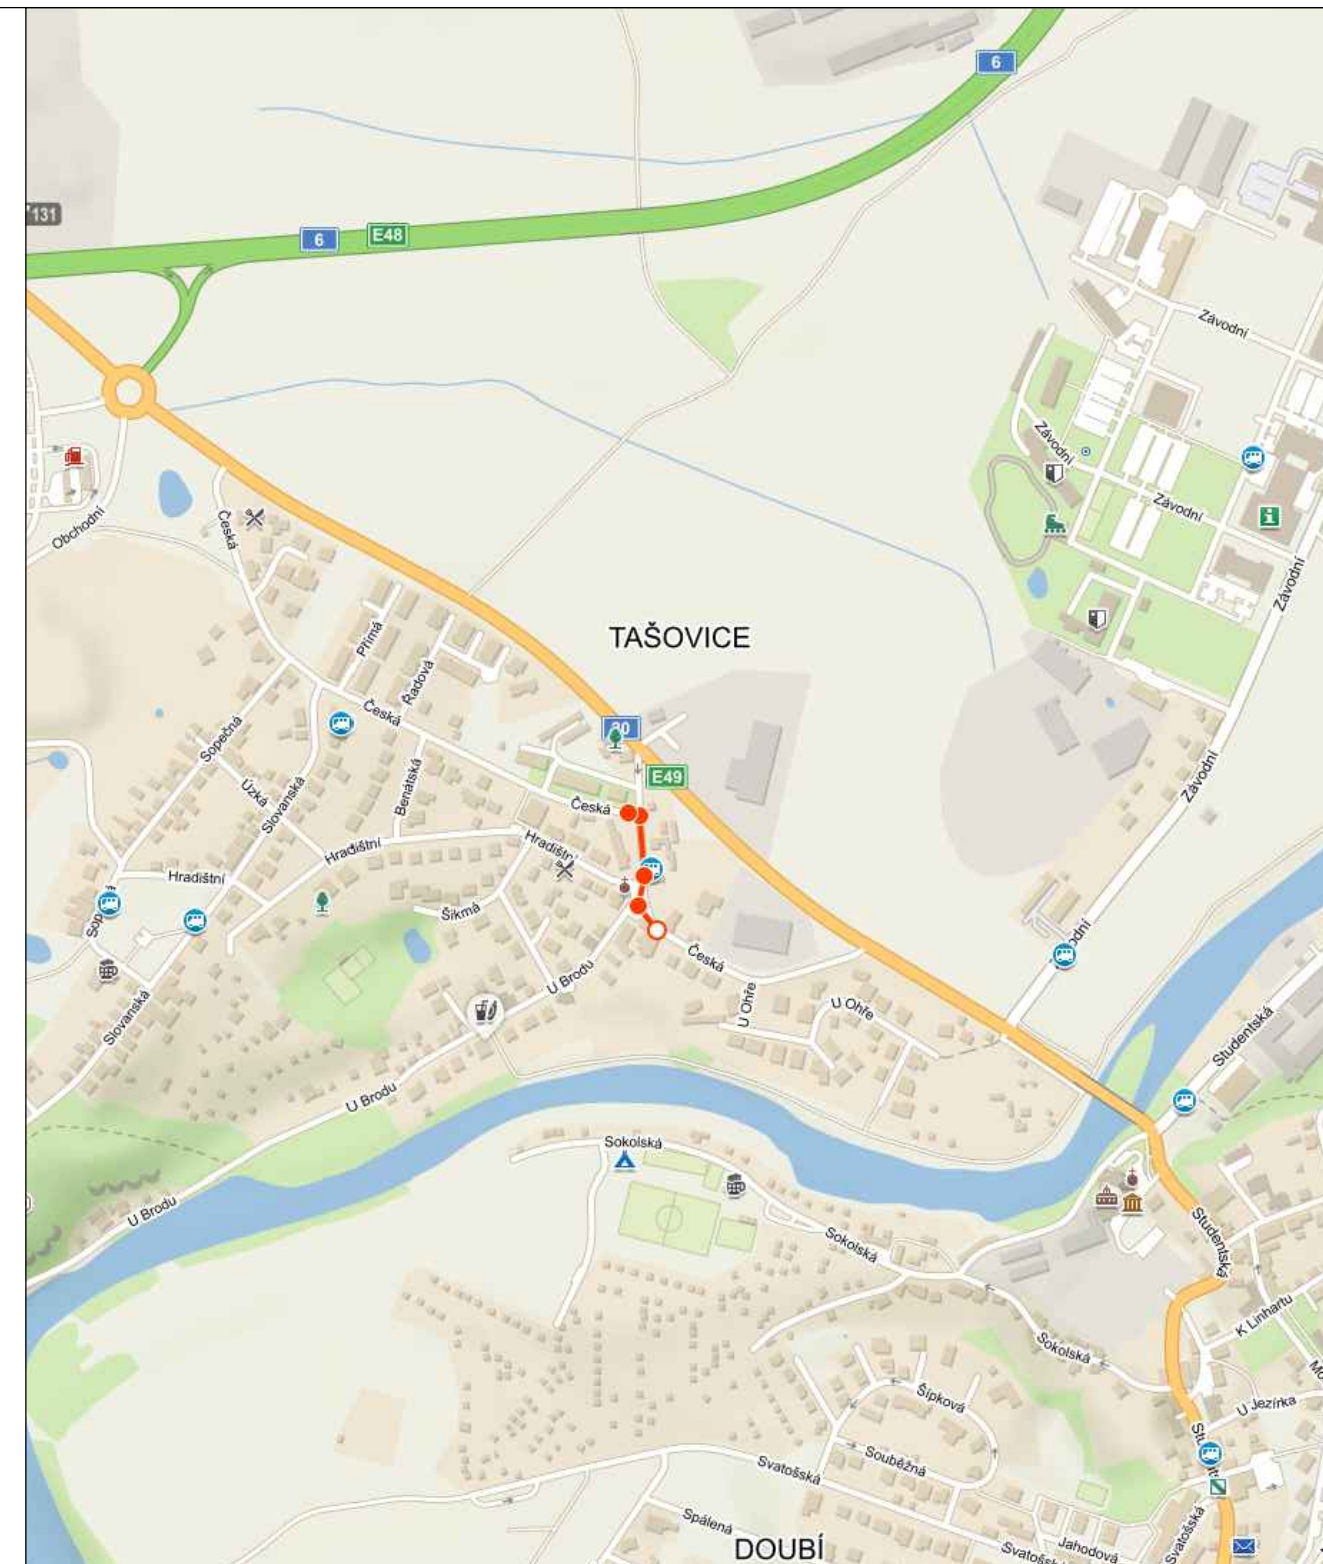 6
131
6
E48
Závodní
Závodní
Závodní
Obchodní
Česká
Závodní
Přímá
TAŠOVICE
Řadová
Česká
Sopečná
20
E49
Závodní
Úzká
Slovanská
Benátská
Česká
Hradištní
Hradištní
Hradištní
Šikmá
Česká
U Brodu
U Ohře
U Ohře
Slovanská
Studentská
U Brodu
Sokolská
U Brodu
Sokolská
Studentská
K Linhartu
Sokolská
Šípková
U Jezírka
Souběžná
Svatošská
Spálená
Svatošská
Jahodová
DOUBÍ